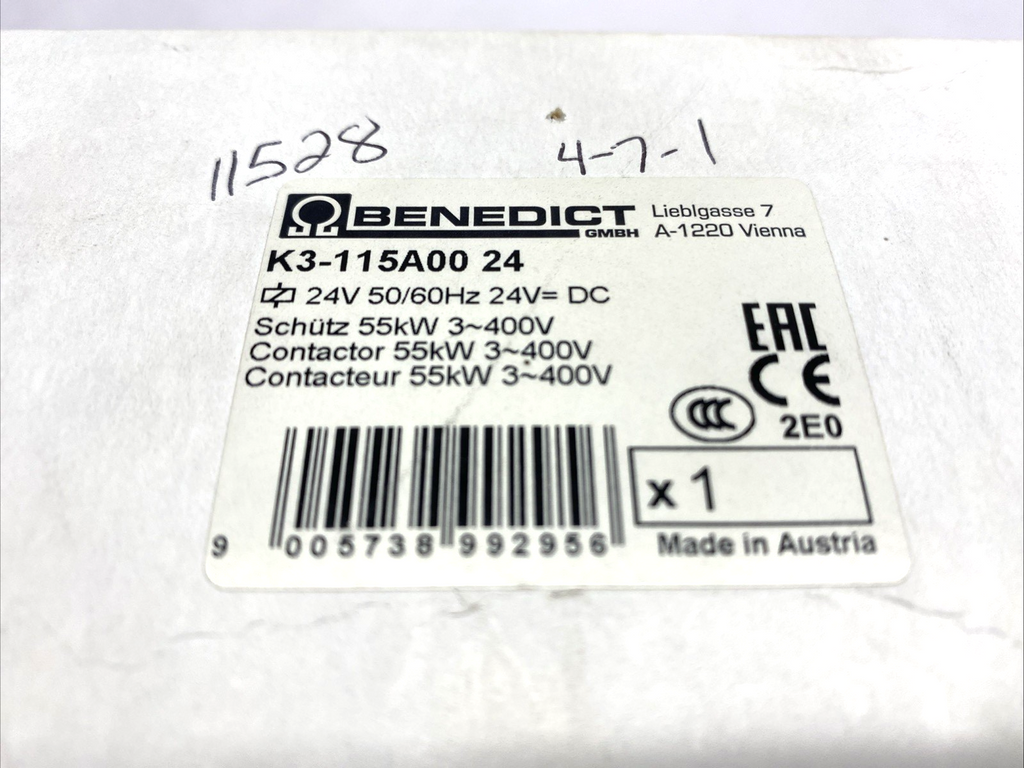 11528
4-7-1
BENEDICT
GMBH
Lieblgasse 7
A-1220 Vienna
K3-115A00 24
24V 50/60Hz 24V= DC
Schütz 55kW 3~400V
Contactor 55kW 3~400V
Contacteur 55kW 3~400V
EAC
CE
CCC
2E0
x 1
9 005738 992956
Made in Austria